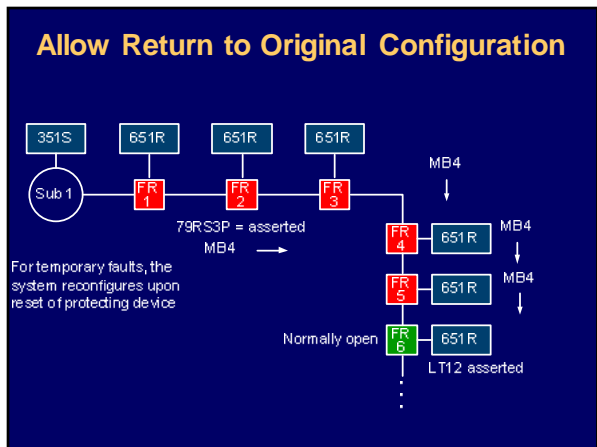 Allow Return to Original Configuration
351S
651R
651R
651R
Sub 1
FR
1
FR
2
FR
3
MB4
79RS3P = asserted
MB4
FR
4
651R
MB4
For temporary faults, the
system reconfigures upon
reset of protecting device
FR
5
651R
MB4
Normally open
FR
6
651R
LT12 asserted